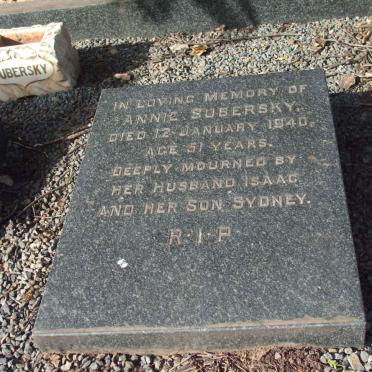 UBERSKY
IN LOVING MEMORY OF
ANNIE SUBERSKY.
DIED 12 JANUARY 1940.
AGE 51 YEARS.
DEEPLY MOURNED BY
HER HUSBAND ISAAC
AND HER SON SYDNEY.
R·I·P